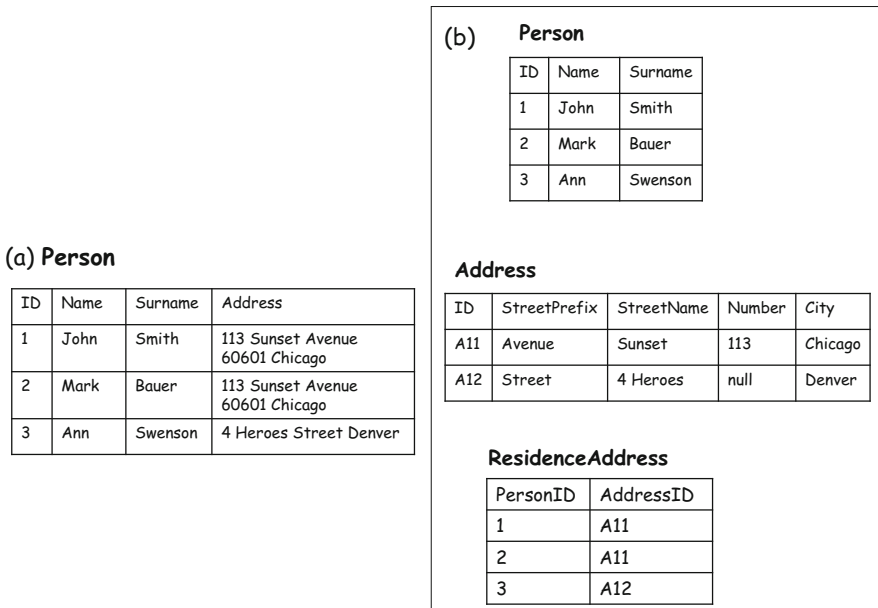 (a) Person
ID Name Surname Address
1 John Smith 113 Sunset Avenue
60601 Chicago
2 Mark Bauer 113 Sunset Avenue
60601 Chicago
3 Ann Swenson 4 Heroes Street Denver
(b) Person
ID Name Surname
1 John Smith
2 Mark Bauer
3 Ann Swenson
Address
ID StreetPrefix StreetName Number City
A11 Avenue Sunset 113 Chicago
A12 Street 4 Heroes null Denver
ResidenceAddress
PersonID AddressID
1 A11
2 A11
3 A12